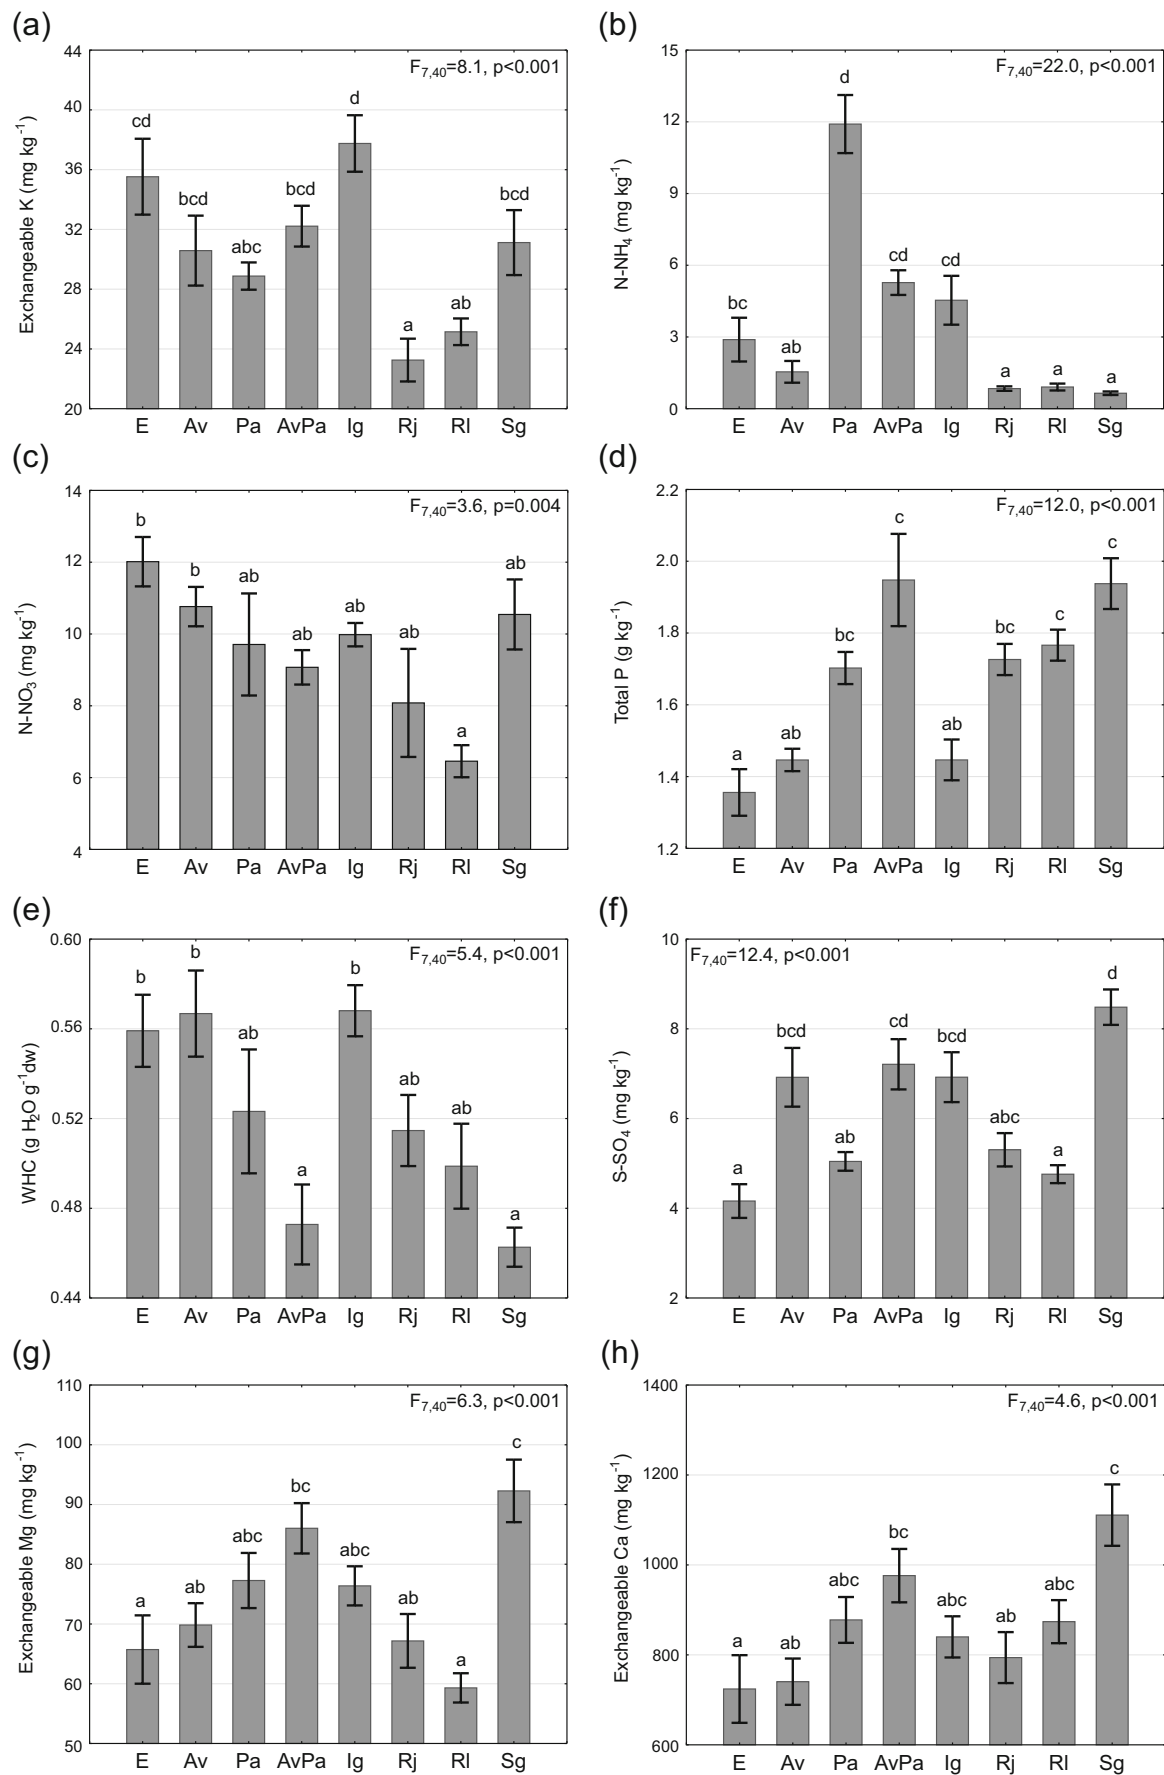 (a)
F7,40=8.1, p<0.001
Exchangeable K (mg kg-1)
44
40
36
32
28
24
20
cd
bcd
abc
bcd
d
a
ab
bcd
E Av Pa AvPa Ig Rj Rl Sg
(b)
F7,40=22.0, p<0.001
N-NH4 (mg kg-1)
15
12
9
6
3
0
bc
ab
d
cd
cd
a
a
a
E Av Pa AvPa Ig Rj Rl Sg
(c)
F7,40=3.6, p=0.004
N-NO3 (mg kg-1)
14
12
10
8
6
4
b
b
ab
ab
ab
ab
a
ab
E Av Pa AvPa Ig Rj Rl Sg
(d)
F7,40=12.0, p<0.001
Total P (g kg-1)
2.2
2.0
1.8
1.6
1.4
1.2
a
ab
bc
c
ab
bc
c
c
E Av Pa AvPa Ig Rj Rl Sg
(e)
F7,40=5.4, p<0.001
WHC (g H2O g-1dw)
0.60
0.56
0.52
0.48
0.44
b
b
ab
a
b
ab
ab
a
E Av Pa AvPa Ig Rj Rl Sg
(f)
F7,40=12.4, p<0.001
S-SO4 (mg kg-1)
10
8
6
4
2
a
bcd
ab
cd
bcd
abc
a
d
E Av Pa AvPa Ig Rj Rl Sg
(g)
F7,40=6.3, p<0.001
Exchangeable Mg (mg kg-1)
110
100
90
80
70
60
50
a
ab
abc
bc
abc
ab
a
c
E Av Pa AvPa Ig Rj Rl Sg
(h)
F7,40=4.6, p<0.001
Exchangeable Ca (mg kg-1)
1400
1200
1000
800
600
a
ab
abc
bc
abc
ab
abc
c
E Av Pa AvPa Ig Rj Rl Sg